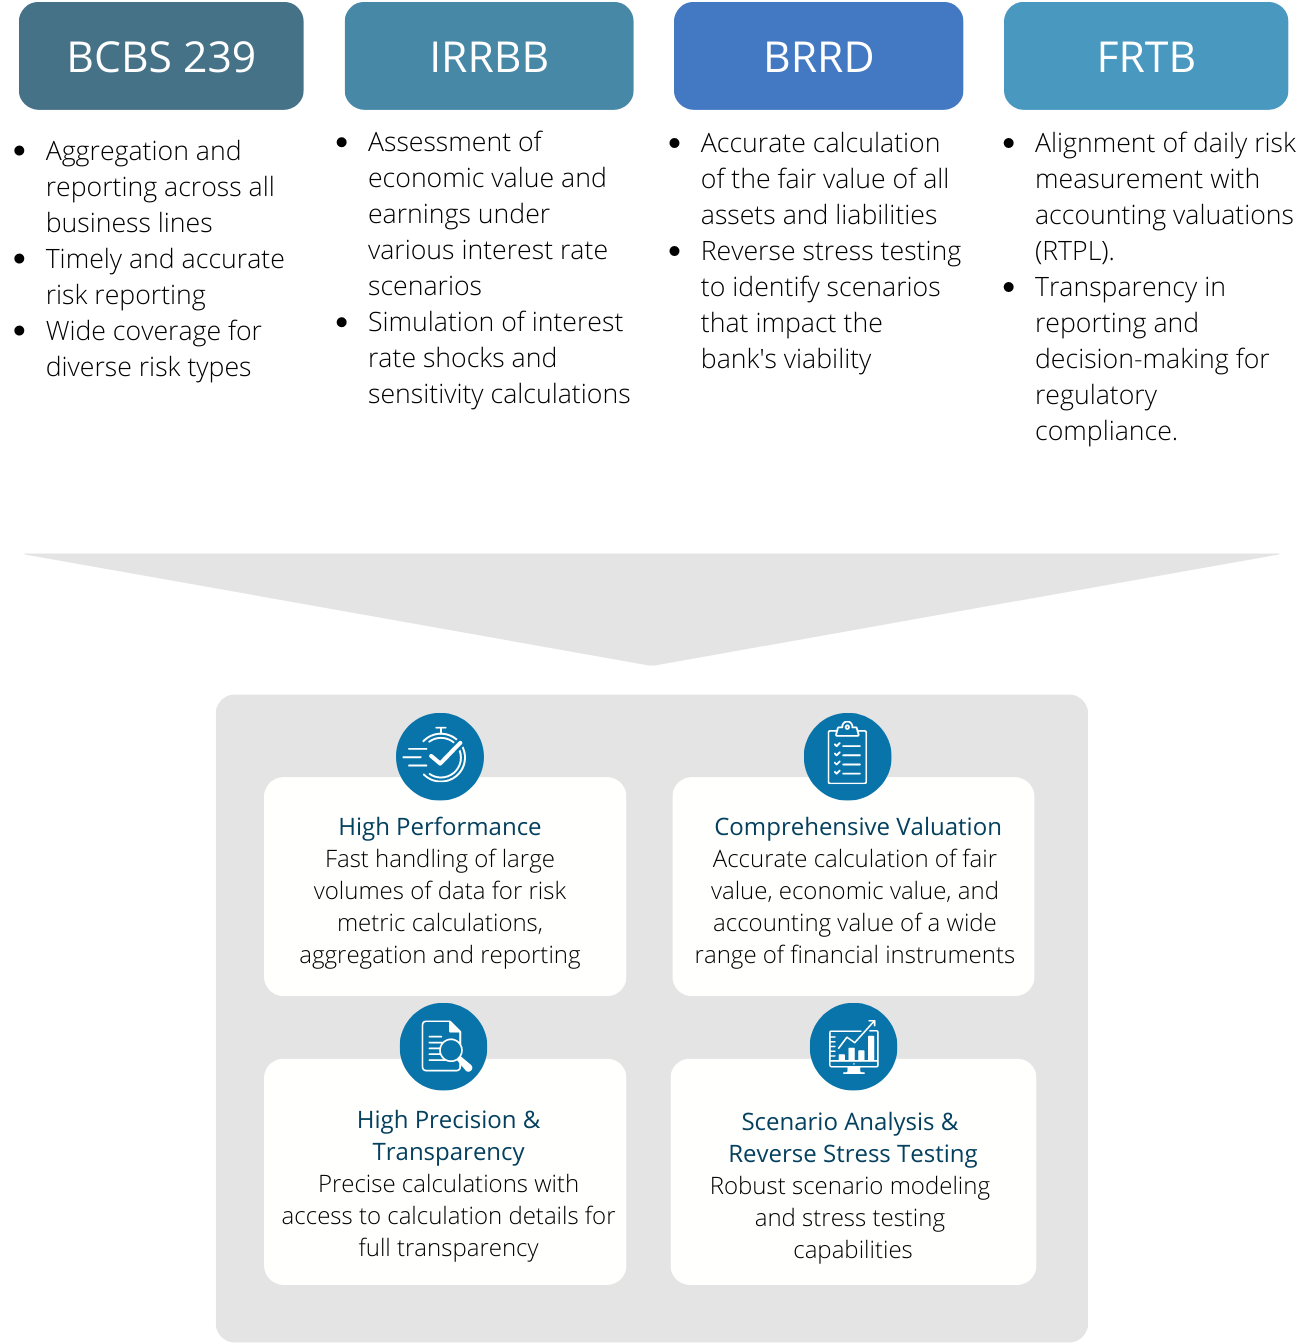 BCBS 239
Aggregation and
reporting across all
business lines
Timely and accurate
risk reporting
Wide coverage for
diverse risk types
IRRBB
Assessment of
economic value and
earnings under
various interest rate
scenarios
Simulation of interest
rate shocks and
sensitivity calculations
BRRD
Accurate calculation
of the fair value of all
assets and liabilities
Reverse stress testing
to identify scenarios
that impact the
bank's viability
FRTB
Alignment of daily risk
measurement with
accounting valuations
(RTPL).
Transparency in
reporting and
decision-making for
regulatory
compliance.
High Performance
Fast handling of large
volumes of data for risk
metric calculations,
aggregation and reporting
Comprehensive Valuation
Accurate calculation of fair
value, economic value, and
accounting value of a wide
range of financial instruments
High Precision &
Transparency
Precise calculations with
access to calculation details for
full transparency
Scenario Analysis &
Reverse Stress Testing
Robust scenario modeling
and stress testing
capabilities